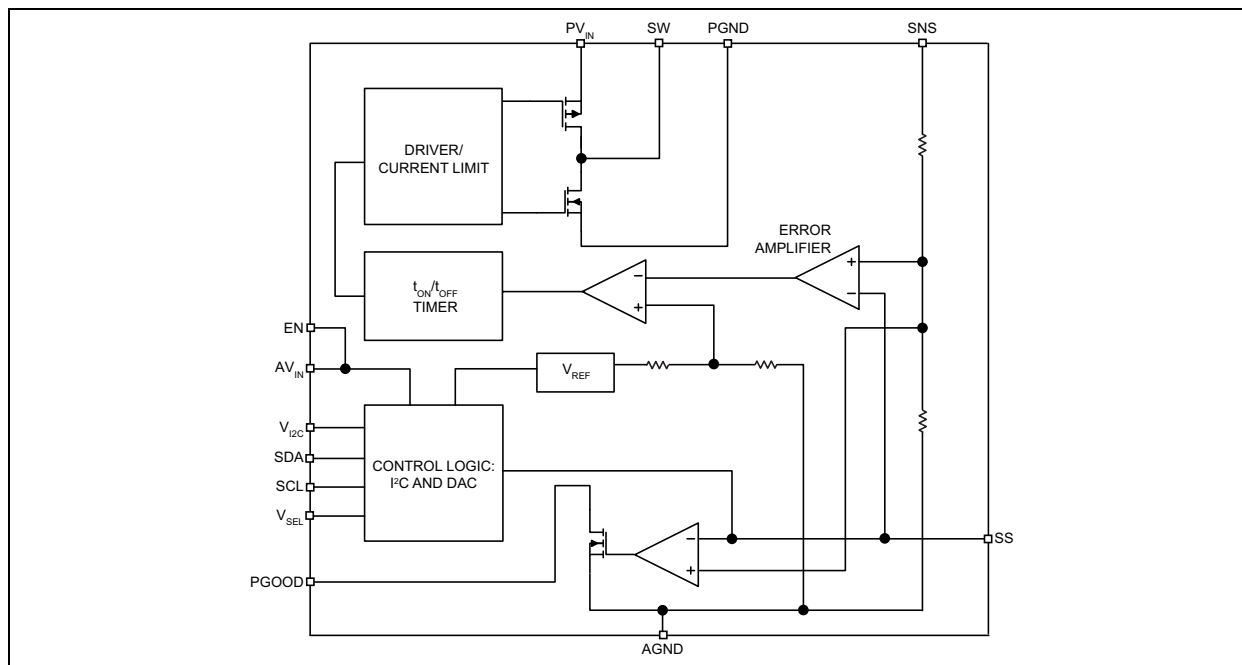 PV_IN SW PGND SNS
DRIVER/
CURRENT LIMIT
ERROR
AMPLIFIER
+
−
−
+
t_ON/t_OFF
TIMER
EN
AV_IN
V_REF
V_I2C
SDA
SCL
V_SEL
CONTROL LOGIC:
I²C AND DAC
−
+
SS
PGOOD
AGND